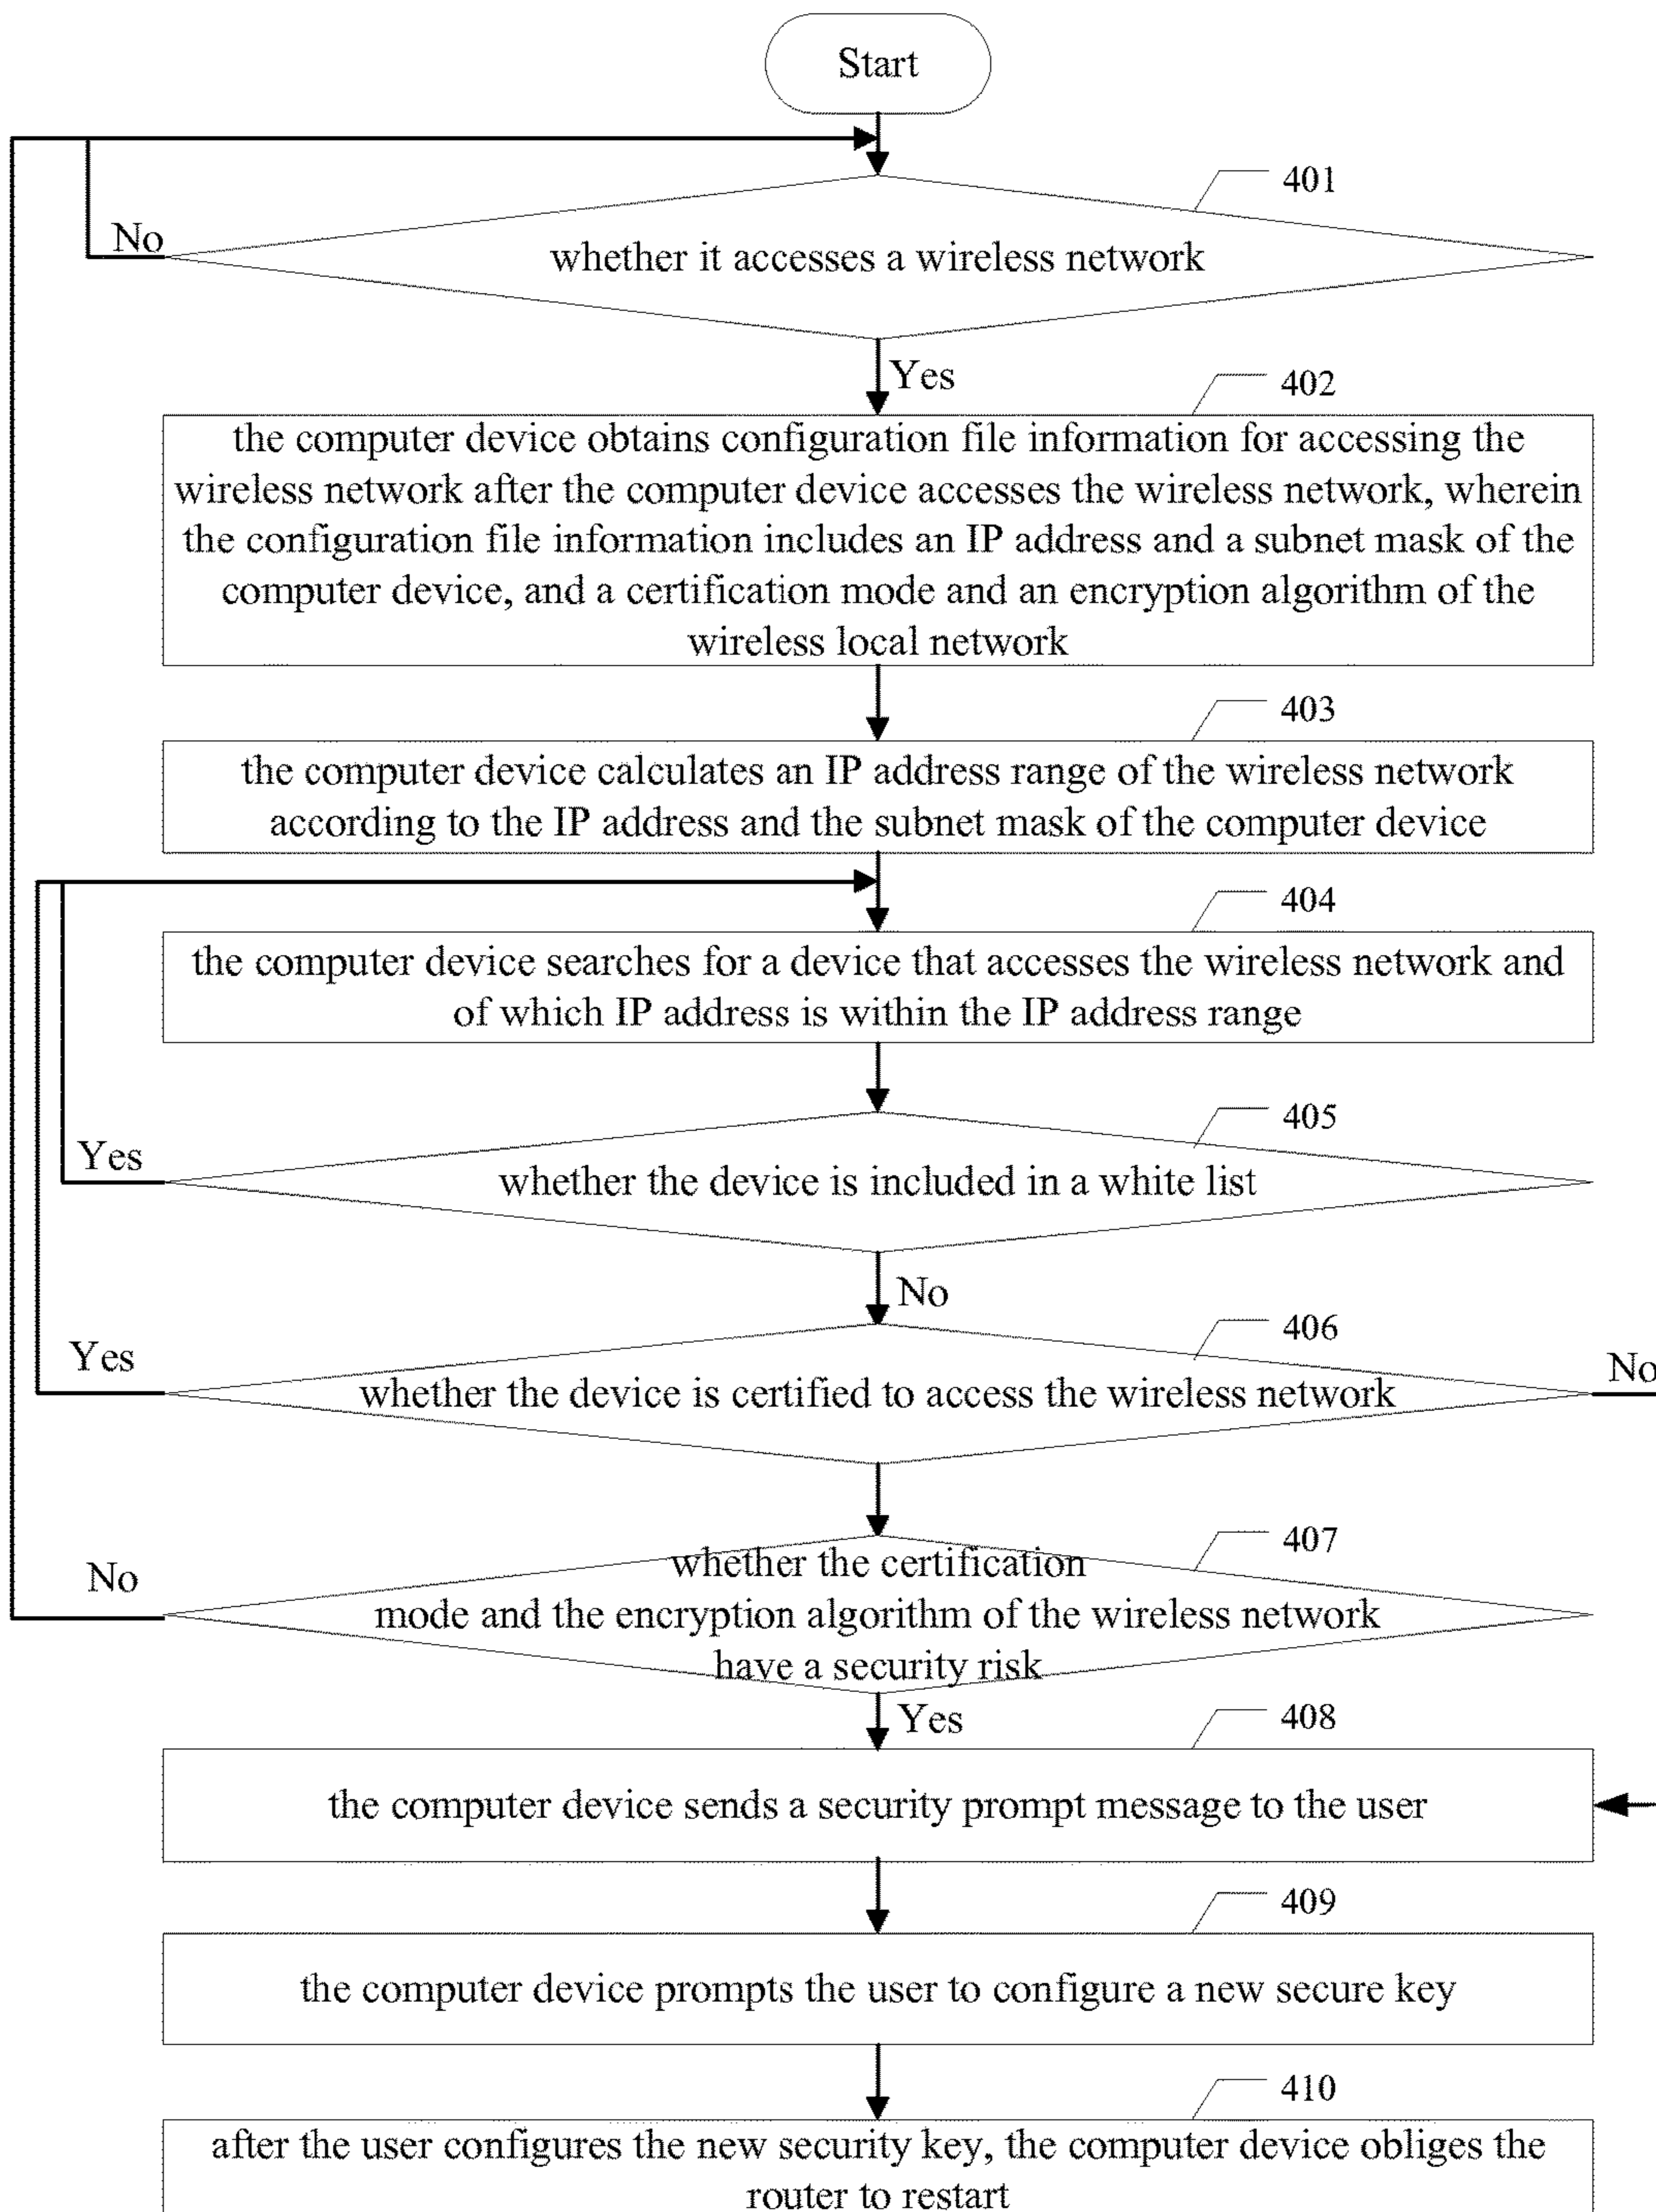 Start
401
No
whether it accesses a wireless network
Yes
402
the computer device obtains configuration file information for accessing the
wireless network after the computer device accesses the wireless network, wherein
the configuration file information includes an IP address and a subnet mask of the
computer device, and a certification mode and an encryption algorithm of the
wireless local network
403
the computer device calculates an IP address range of the wireless network
according to the IP address and the subnet mask of the computer device
404
the computer device searches for a device that accesses the wireless network and
of which IP address is within the IP address range
405
Yes
whether the device is included in a white list
No
406
Yes
No
whether the device is certified to access the wireless network
407
No
whether the certification
mode and the encryption algorithm of the wireless network
have a security risk
Yes
408
the computer device sends a security prompt message to the user
409
the computer device prompts the user to configure a new secure key
410
after the user configures the new security key, the computer device obliges the
router to restart